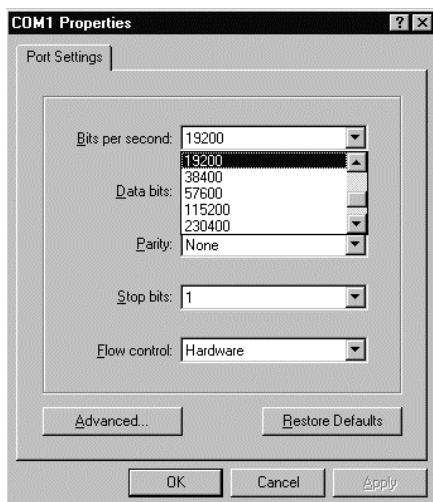 COM1 Properties
Port Settings
Bits per second: 19200
19200
38400
Data bits: 57600
115200
230400
Parity: None
Stop bits: 1
Flow control: Hardware
Advanced... Restore Defaults
OK Cancel Apply